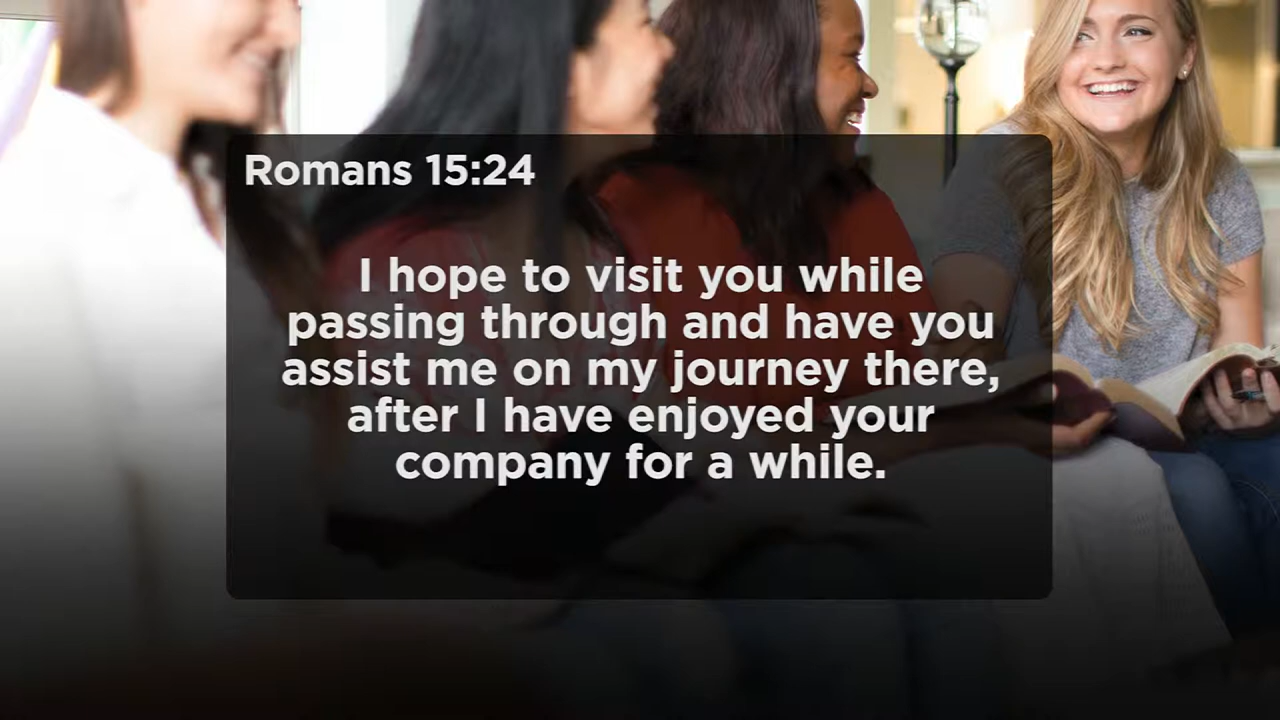 Romans 15:24
I hope to visit you while
passing through and have you
assist me on my journey there,
after I have enjoyed your
company for a while.